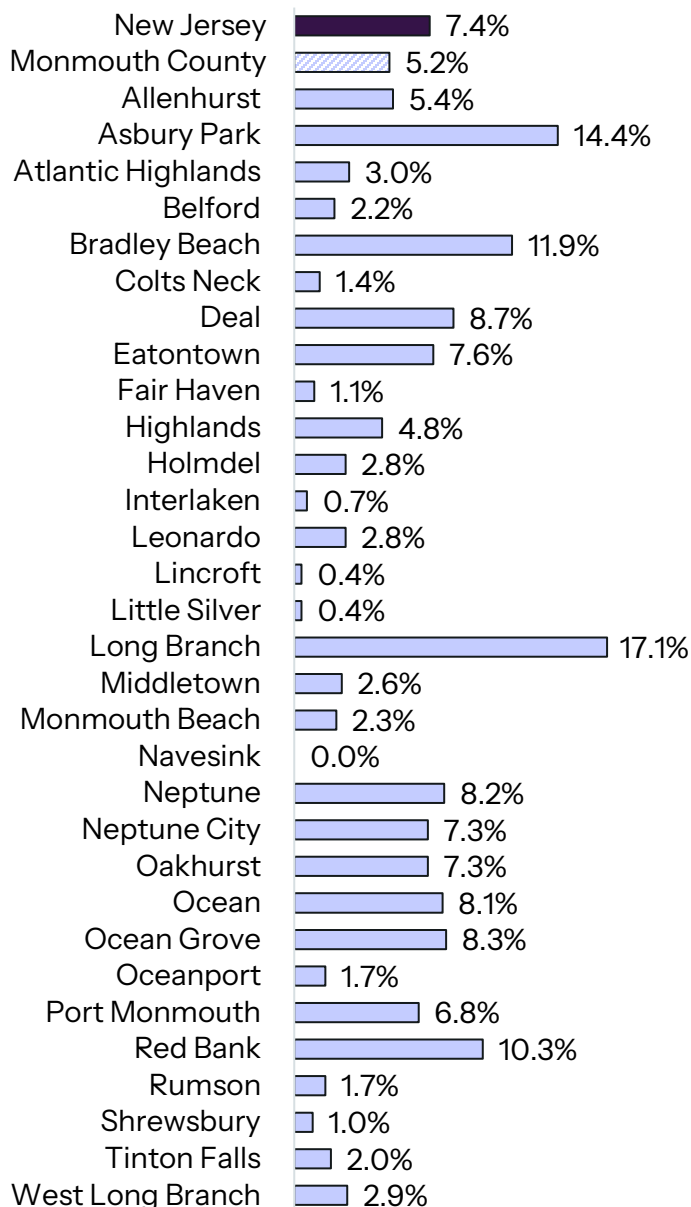 New Jersey 7.4%
Monmouth County 5.2%
Allenhurst 5.4%
Asbury Park 14.4%
Atlantic Highlands 3.0%
Belford 2.2%
Bradley Beach 11.9%
Colts Neck 1.4%
Deal 8.7%
Eatontown 7.6%
Fair Haven 1.1%
Highlands 4.8%
Holmdel 2.8%
Interlaken 0.7%
Leonardo 2.8%
Lincroft 0.4%
Little Silver 0.4%
Long Branch 17.1%
Middletown 2.6%
Monmouth Beach 2.3%
Navesink 0.0%
Neptune 8.2%
Neptune City 7.3%
Oakhurst 7.3%
Ocean 8.1%
Ocean Grove 8.3%
Oceanport 1.7%
Port Monmouth 6.8%
Red Bank 10.3%
Rumson 1.7%
Shrewsbury 1.0%
Tinton Falls 2.0%
West Long Branch 2.9%